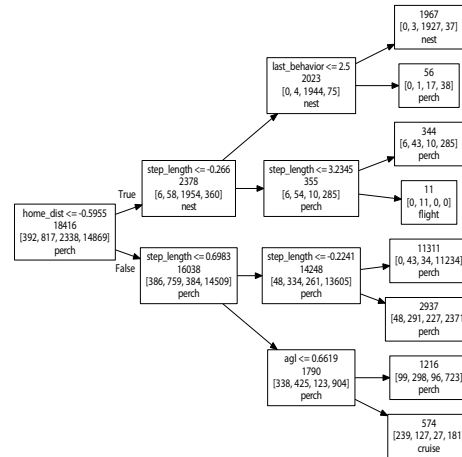 home_dist <= -0.5955
18416
[392, 817, 2338, 14869]
perch
True
False
step_length <= -0.266
2378
[6, 58, 1954, 360]
nest
step_length <= 0.6983
16038
[386, 759, 384, 14509]
perch
last_behavior <= 2.5
2023
[0, 4, 1944, 75]
nest
step_length <= 3.2345
355
[6, 54, 10, 285]
perch
step_length <= -0.2241
14248
[48, 334, 261, 13605]
perch
agl <= 0.6619
1790
[338, 425, 123, 904]
perch
1967
[0, 3, 1927, 37]
nest
56
[0, 1, 17, 38]
perch
344
[6, 43, 10, 285]
perch
11
[0, 11, 0, 0]
flight
11311
[0, 43, 34, 11234]
perch
2937
[48, 291, 227, 2371]
perch
1216
[99, 298, 96, 723]
perch
574
[239, 127, 27, 181]
cruise